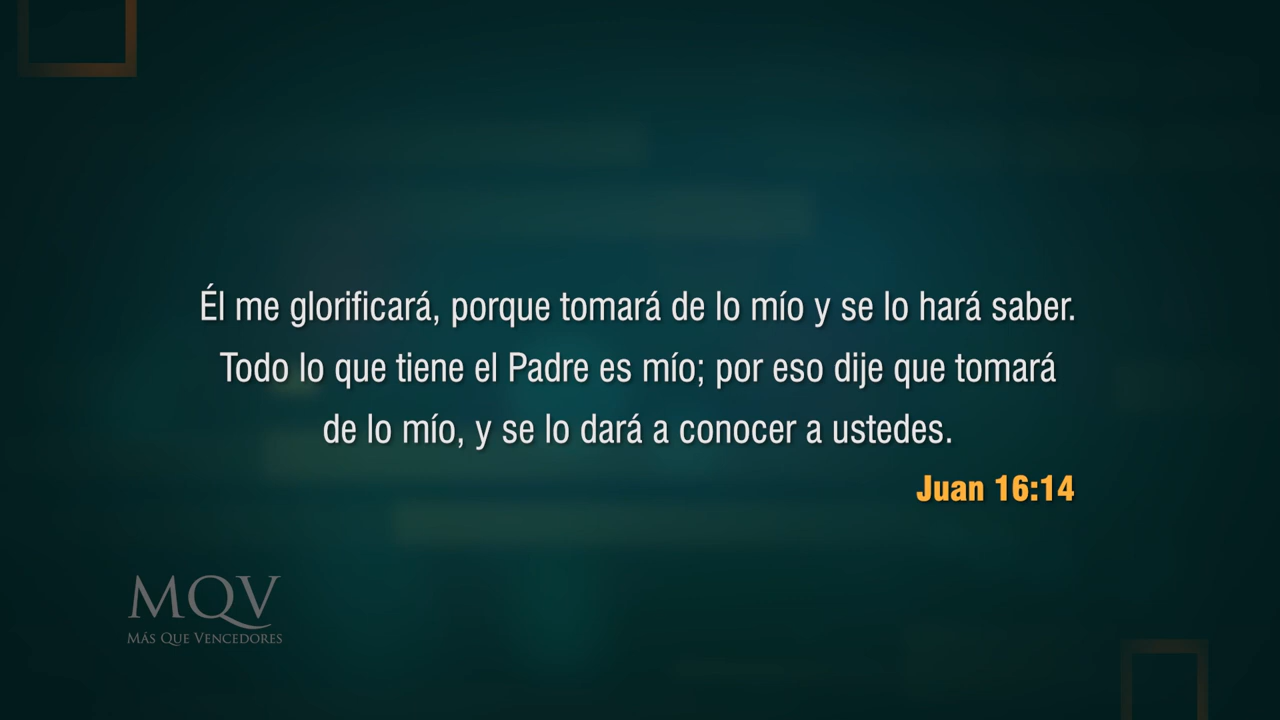 Él me glorificará, porque tomará de lo mío y se lo hará saber.
Todo lo que tiene el Padre es mío; por eso dije que tomará
de lo mío, y se lo dará a conocer a ustedes.
Juan 16:14
MQV
MÁS QUE VENCEDORES